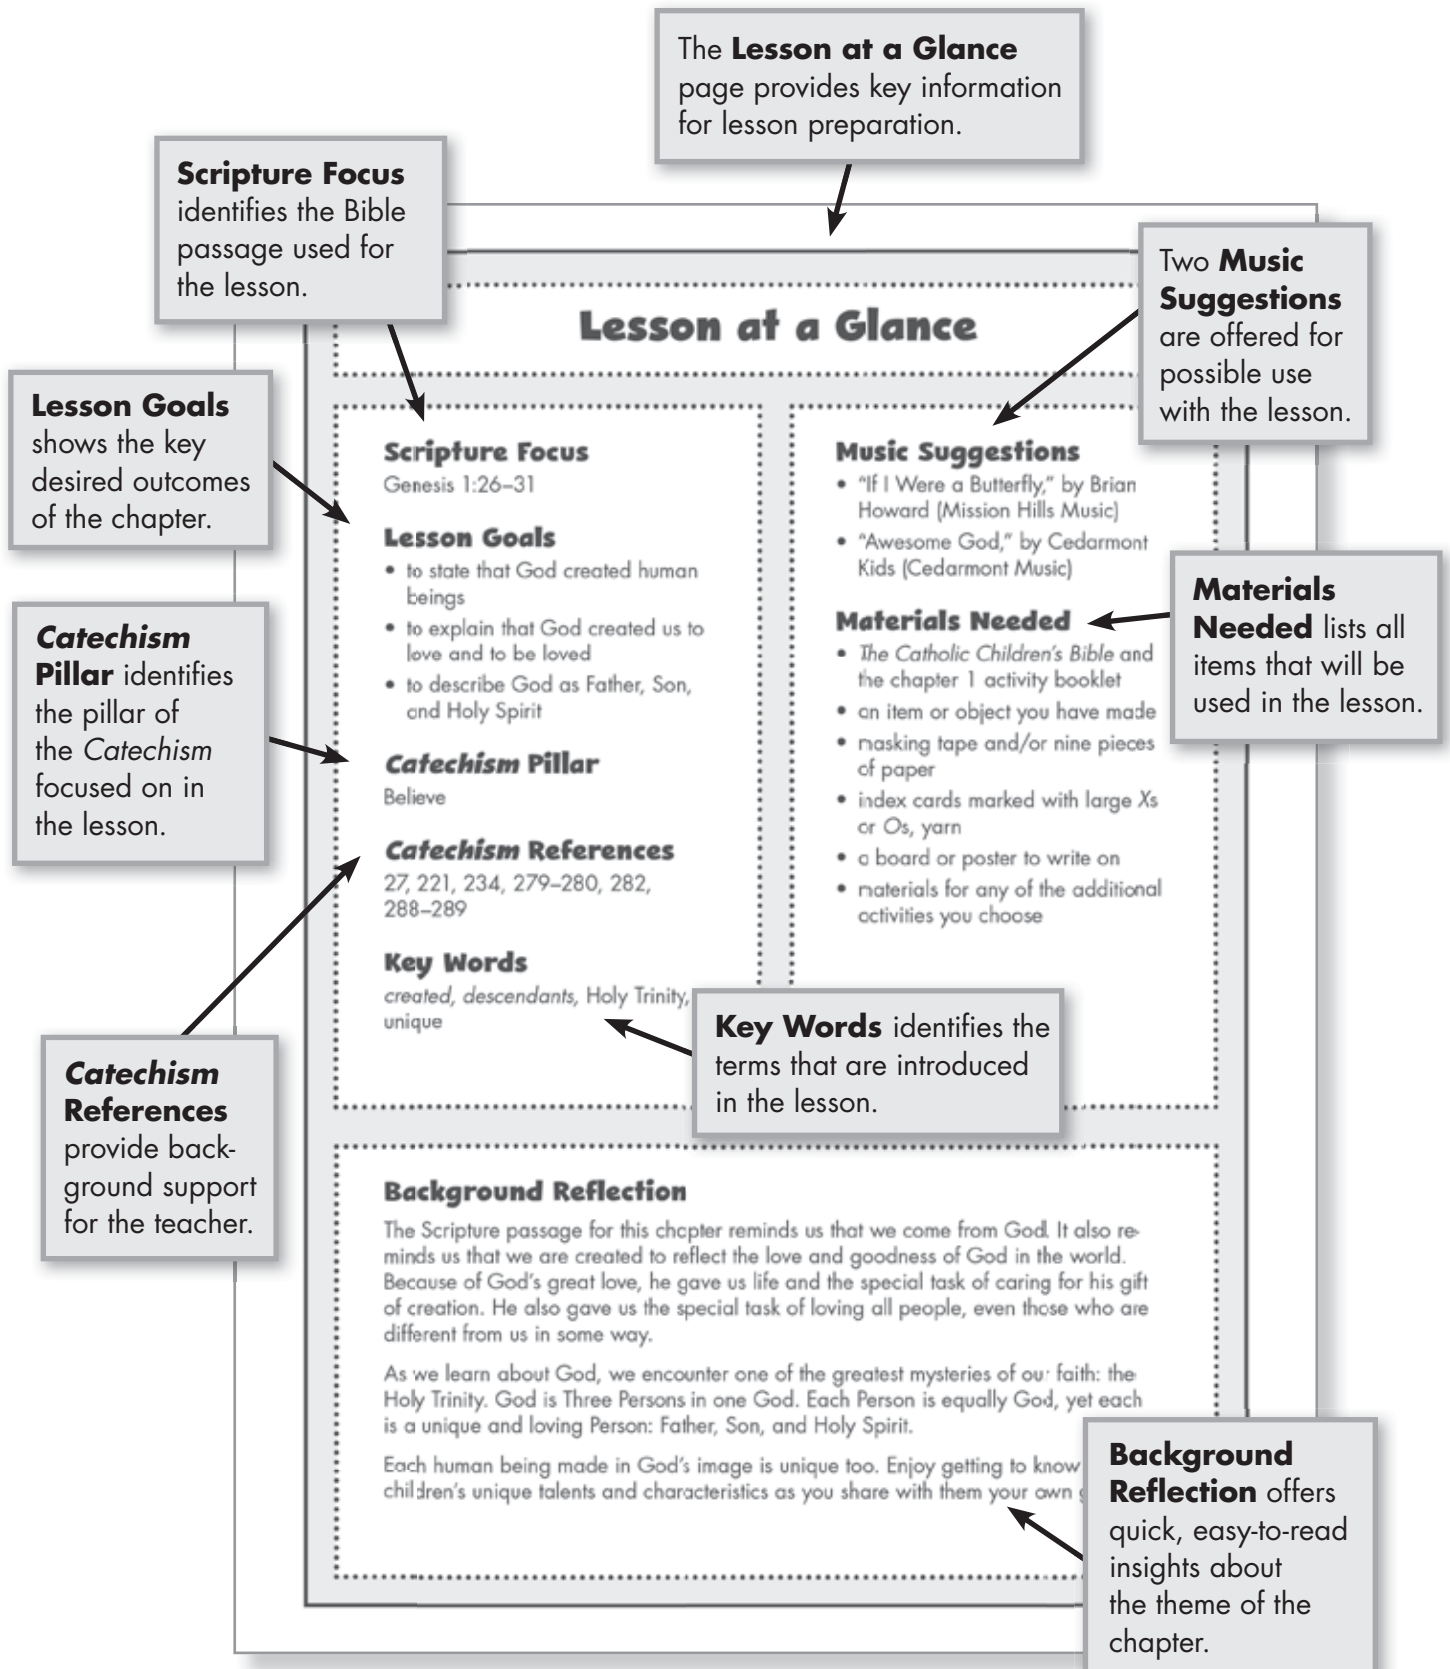 The Lesson at a Glance
page provides key information
for lesson preparation.
Scripture Focus
identifies the Bible
passage used for
the lesson.
Two Music
Suggestions
are offered for
possible use
with the lesson.
Lesson at a Glance
Lesson Goals
shows the key
desired outcomes
of the chapter.
Catechism
Pillar identifies
the pillar of
the Catechism
focused on in
the lesson.
Catechism
References
provide back-
ground support
for the teacher.
Scripture Focus
Genesis 1:26–31
Lesson Goals
• to state that God created human
beings
• to explain that God created us to
love and to be loved
• to describe God as Father, Son,
and Holy Spirit
Catechism Pillar
Believe
Catechism References
27, 221, 234, 279–280, 282,
288–289
Key Words
created, descendants, Holy Trinity,
unique
Music Suggestions
• “If I Were a Butterfly,” by Brian
Howard (Mission Hills Music)
• “Awesome God,” by Cedarmont
Kids (Cedarmont Music)
Materials Needed
• The Catholic Children’s Bible and
the chapter 1 activity booklet
• an item or object you have made
• masking tape and/or nine pieces
of paper
• index cards marked with large Xs
or Os, yarn
• a board or poster to write on
• materials for any of the additional
activities you choose
Materials
Needed lists all
items that will be
used in the lesson.
Key Words identifies the
terms that are introduced
in the lesson.
Background Reflection
The Scripture passage for this chapter reminds us that we come from God. It also re-
minds us that we are created to reflect the love and goodness of God in the world.
Because of God’s great love, he gave us life and the special task of caring for his gift
of creation. He also gave us the special task of loving all people, even those who are
different from us in some way.
As we learn about God, we encounter one of the greatest mysteries of our faith: the
Holy Trinity. God is Three Persons in one God. Each Person is equally God, yet each
is a unique and loving Person: Father, Son, and Holy Spirit.
Each human being made in God’s image is unique too. Enjoy getting to know
children’s unique talents and characteristics as you share with them your own
Background
Reflection offers
quick, easy-to-read
insights about
the theme of the
chapter.